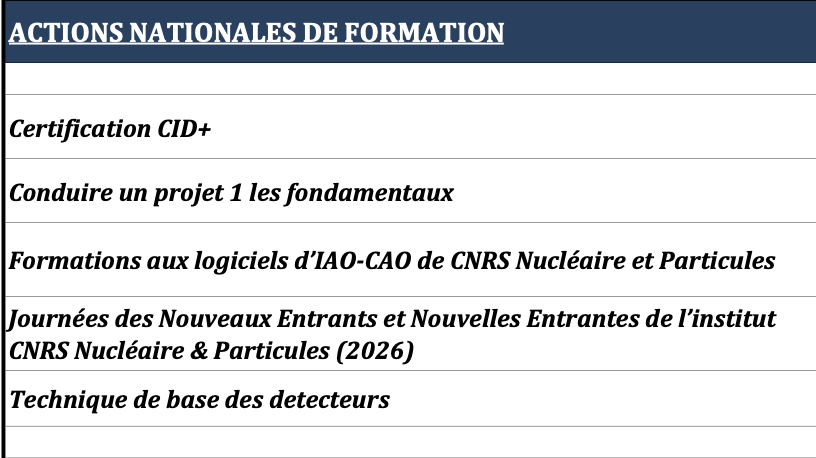 ACTIONS NATIONALES DE FORMATION
Certification CID+
Conduire un projet 1 les fondamentaux
Formations aux logiciels d’IAO-CAO de CNRS Nucléaire et Particules
Journées des Nouveaux Entrants et Nouvelles Entrantes de l’institut
CNRS Nucléaire & Particules (2026)
Technique de base des detecteurs